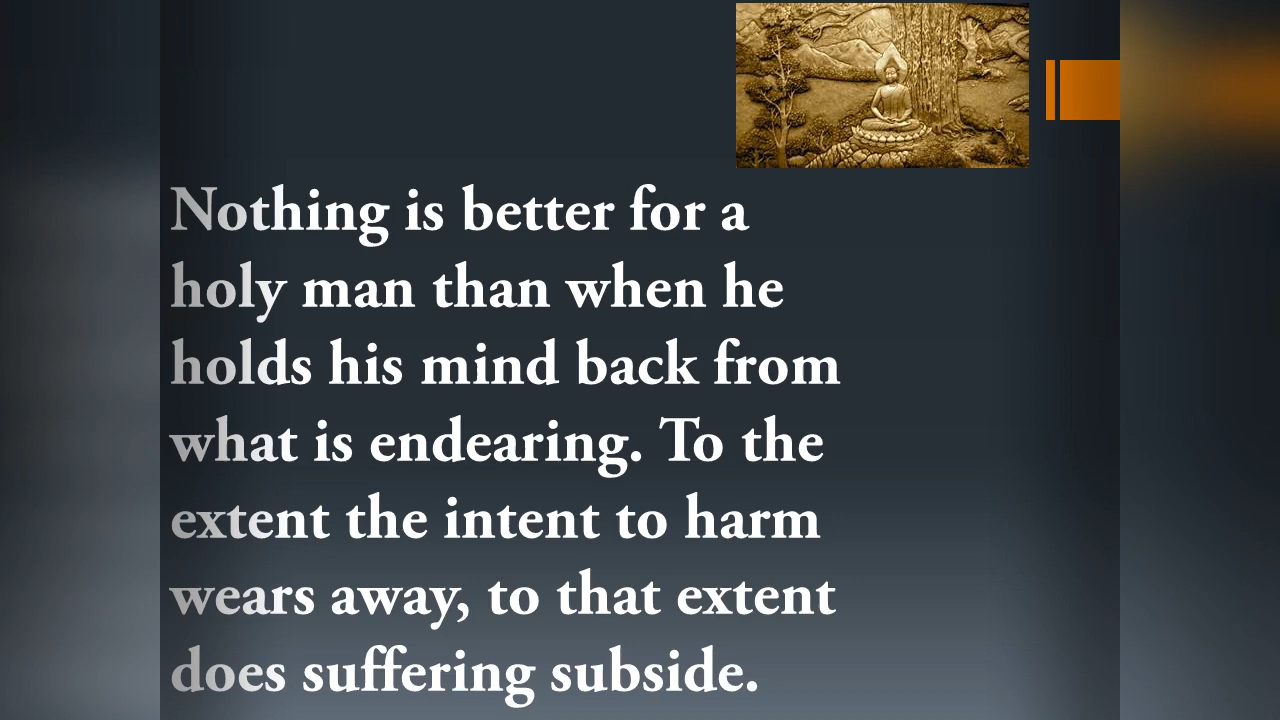 Nothing is better for a
holy man than when he
holds his mind back from
what is endearing. To the
extent the intent to harm
wears away, to that extent
does suffering subside.